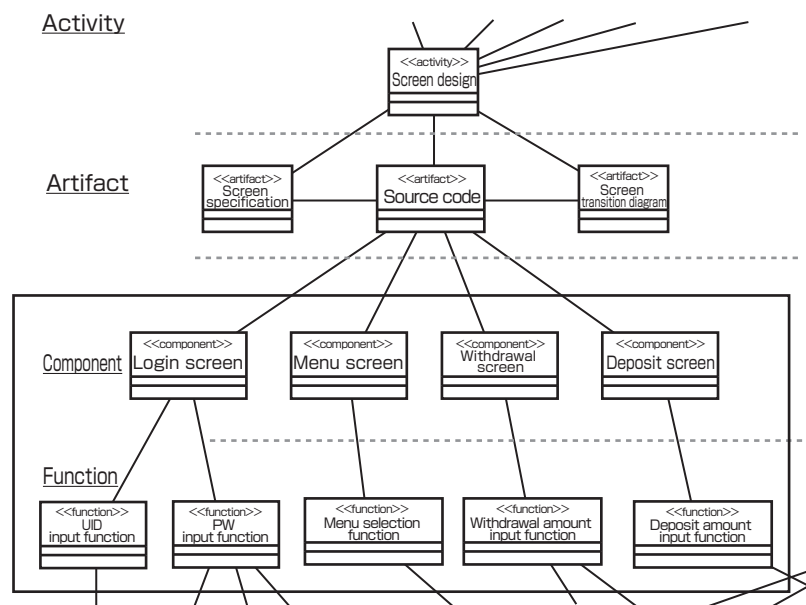 Activity
<<activity>>
Screen design
Artifact
<<artifact>>
Screen
specification
<<artifact>>
Source code
<<artifact>>
Screen
transition diagram
Component
<<component>>
Login screen
<<component>>
Menu screen
<<component>>
Withdrawal
screen
<<component>>
Deposit screen
Function
<<function>>
UID
input function
<<function>>
PW
input function
<<function>>
Menu selection
function
<<function>>
Withdrawal amount
input function
<<function>>
Deposit amount
input function